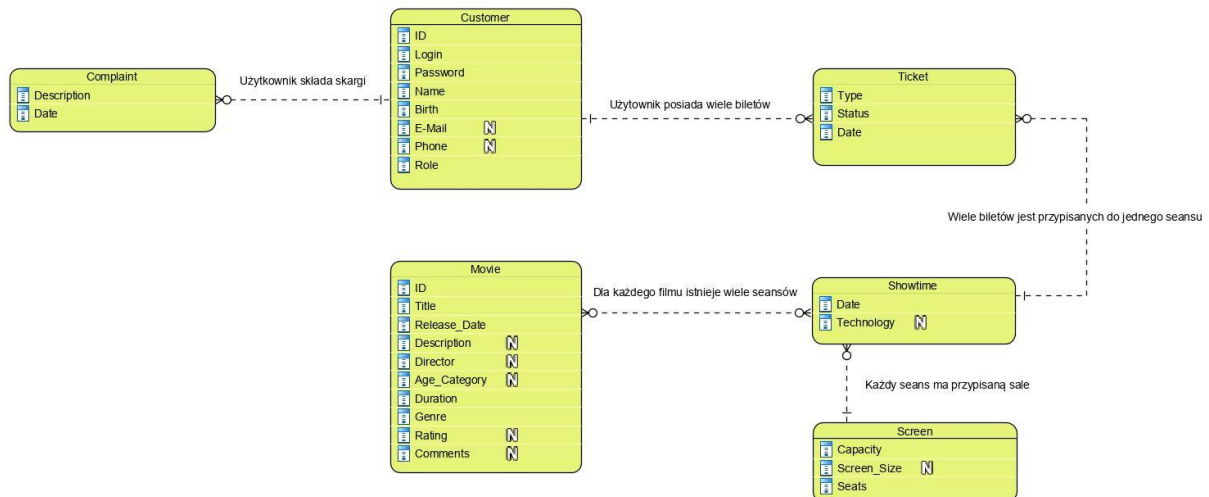 Customer
ID
Login
Password
Name
Birth
E-Mail N
Phone N
Role
Complaint
Description
Date
Użytkownik składa skargi
Użytownik posiada wiele biletów
Ticket
Type
Status
Date
Wiele biletów jest przypisanych do jednego seansu
Movie
ID
Title
Release_Date
Description N
Director N
Age_Category N
Duration
Genre
Rating N
Comments N
Dla każdego filmu istnieje wiele seansów
Showtime
Date
Technology N
Każdy seans ma przypisaną sale
Screen
Capacity
Screen_Size N
Seats